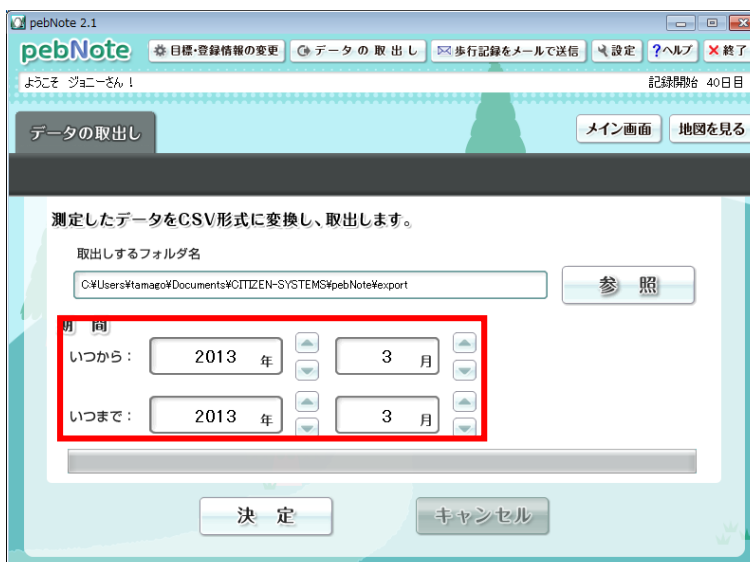 pebNote 2.1
pebNote 目標・登録情報の変更 データの取出し 歩行記録をメールで送信 設定 ?ヘルプ ×終了
ようこそ ジョニーさん! 記録開始 40日目
データの取出し メイン画面 地図を見る
測定したデータをCSV形式に変換し、取出します。
取出しするフォルダ名
C:¥Users¥tamago¥Documents¥CITIZEN-SYSTEMS¥pebNote¥export 参 照
期 間
いつから: 2013 年 3 月
いつまで: 2013 年 3 月
決 定 キャンセル